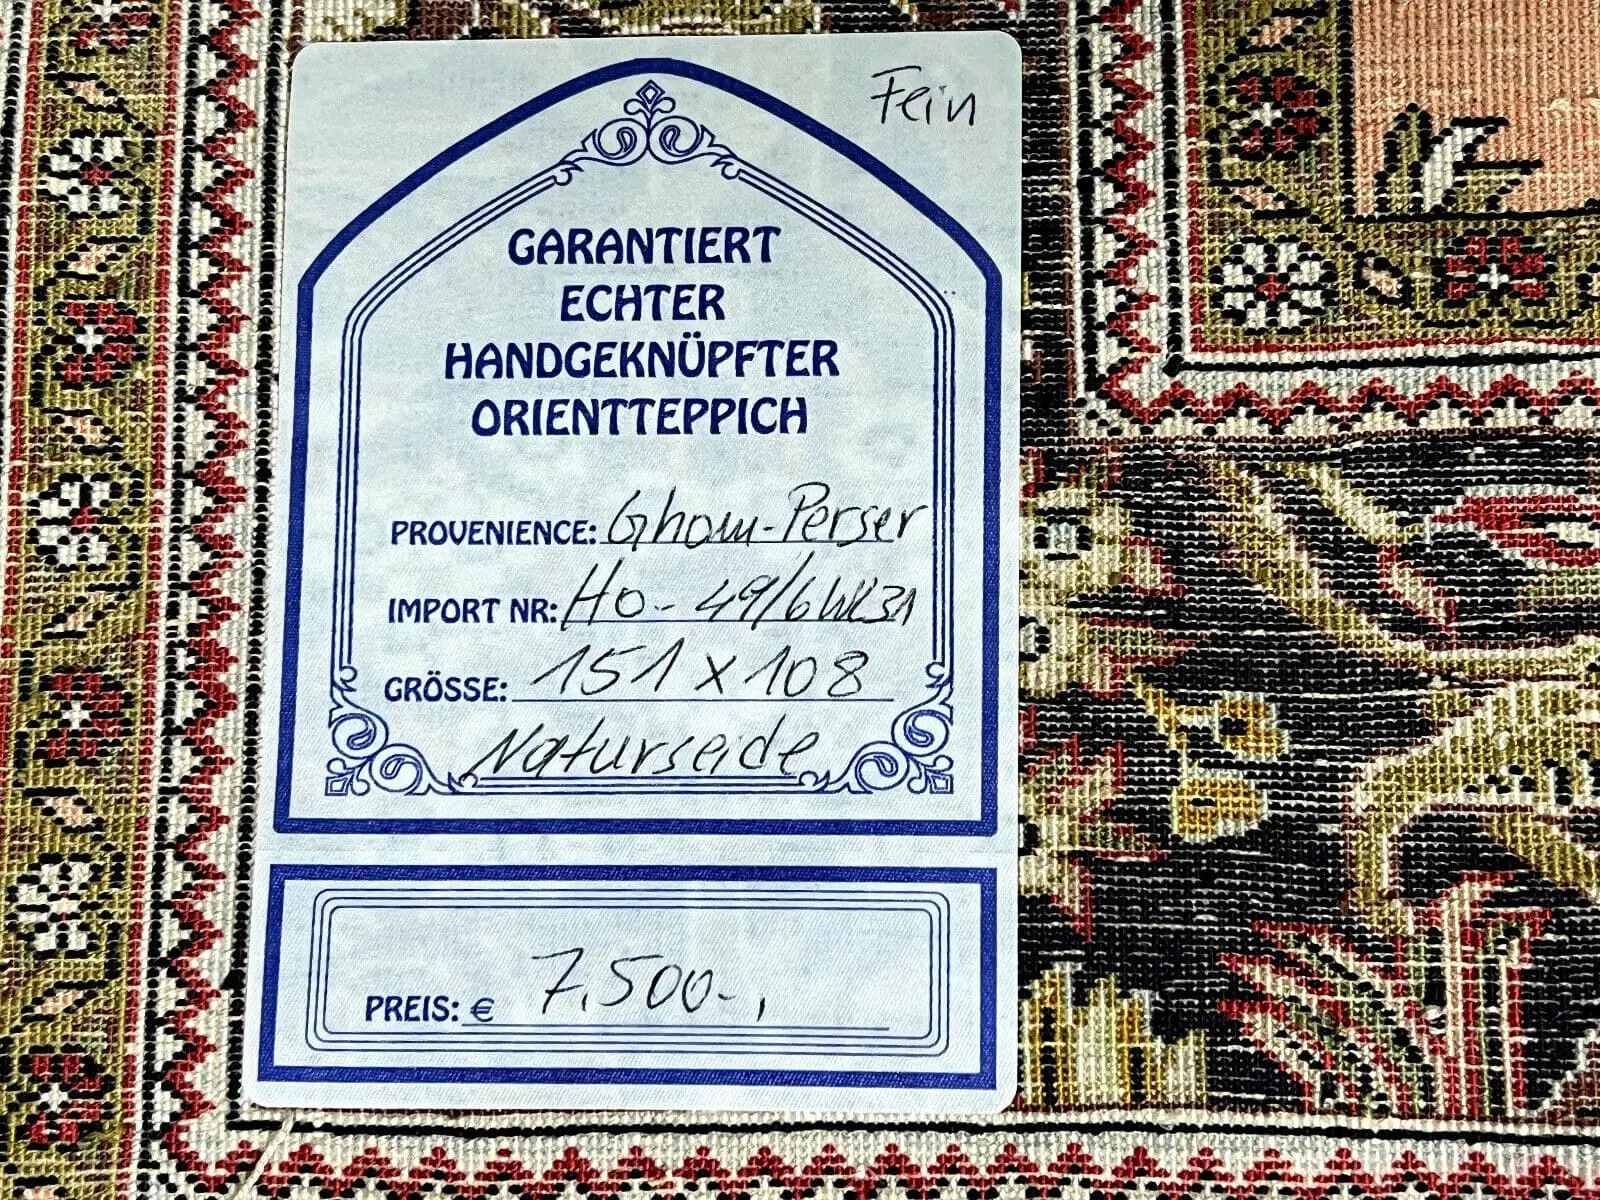 Fein
GARANTIERT
ECHTER
HANDGEKNÜPFTER
ORIENTTEPPICH
PROVENIENCE: Ghom-Perser
IMPORT NR: Ho-49/6
GRÖSSE: 151 x 108
Naturseide
PREIS: € 7.500-,